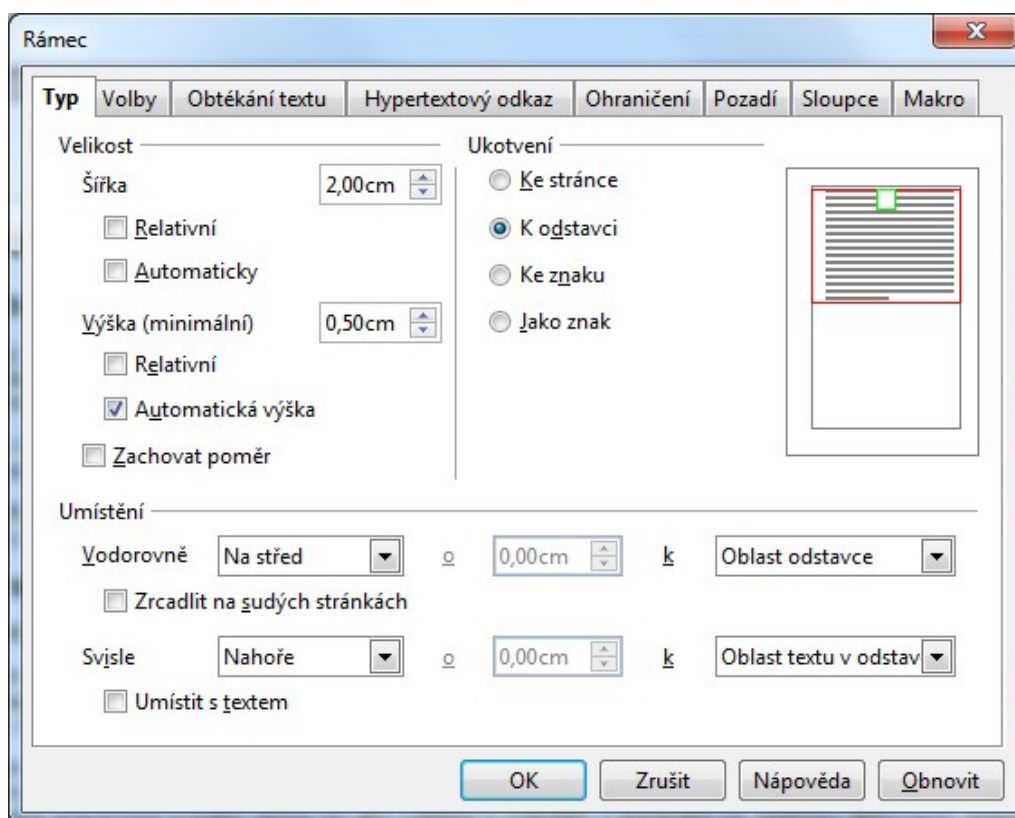 Rámec
Typ Volby Obtékání textu Hypertextový odkaz Ohraničení Pozadí Sloupce Makro
Velikost
Šířka 2,00cm
Relativní
Automaticky
Výška (minimální) 0,50cm
Relativní
Automatická výška
Zachovat poměr
Ukotvení
Ke stránce
K odstavci
Ke znaku
Jako znak
Umístění
Vodorovně Na střed o 0,00cm k Oblast odstavce
Zrcadlit na sudých stránkách
Svisle Nahoře o 0,00cm k Oblast textu v odstav
Umístit s textem
OK Zrušit Nápověda Obnovit